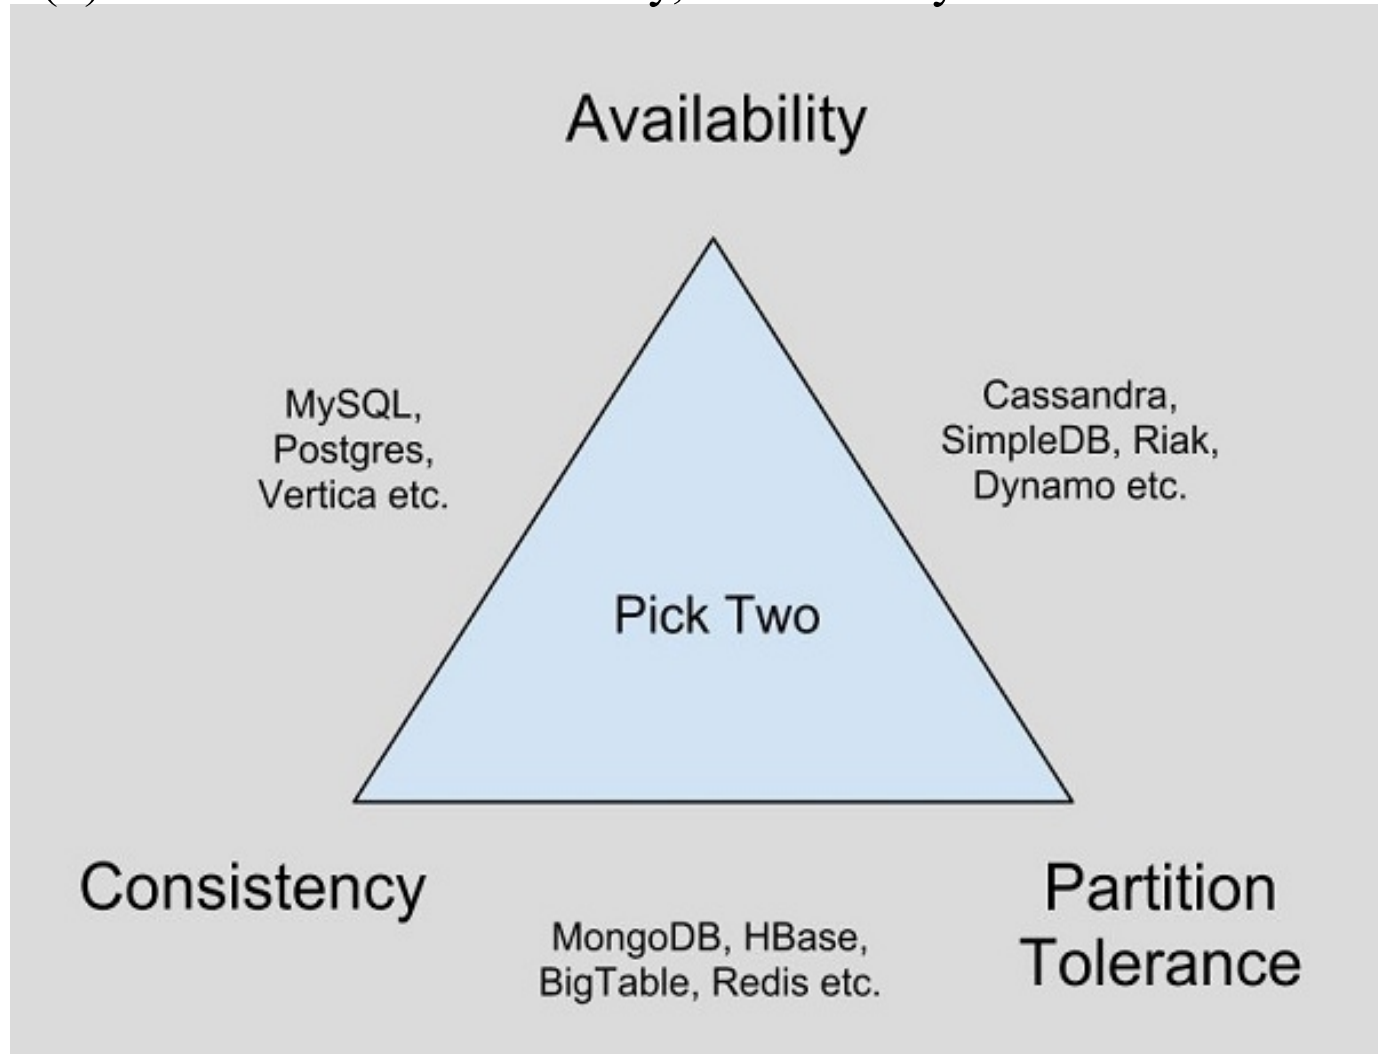 Availability
MySQL,
Postgres,
Vertica etc.
Cassandra,
SimpleDB, Riak,
Dynamo etc.
Pick Two
Consistency
Partition
Tolerance
MongoDB, HBase,
BigTable, Redis etc.